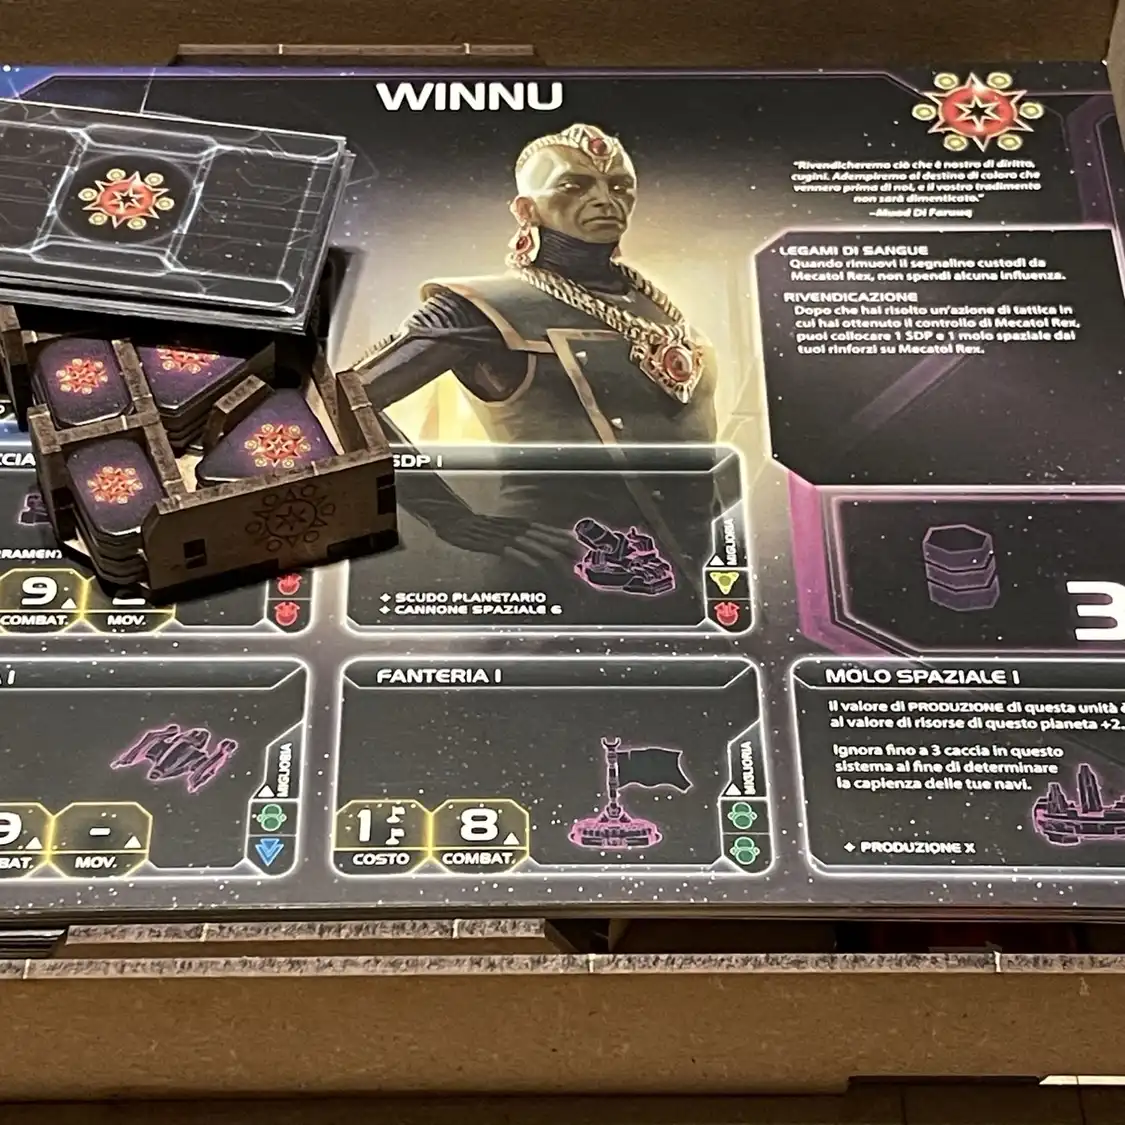 WINNU
"Rivendicheremo ciò che è nostro di diritto,
cugini. Adempiremo al destino di coloro che
vennero prima di noi, e il vostro tradimento
non sarà dimenticato."
LEGAMI DI SANGUE
Quando rimuovi il segnalino custodi da
Mecatol Rex, non spendi alcuna influenza.
RIVENDICAZIONE
Dopo che hai risolto un'azione di tattica in
cui hai ottenuto il controllo di Mecatol Rex,
puoi collocare 1 SDP e 1 molo spaziale dai
tuoi rinforzi su Mecatol Rex.
9
COMBAT.
MOV.
SDP I
+ SCUDO PLANETARIO
+ CANNONE SPAZIALE 6
MIGLIORIA
3
I
9
BAT.
-
MOV.
MIGLIORIA
FANTERIA I
1
COSTO
8
COMBAT.
MIGLIORIA
MOLO SPAZIALE I
Il valore di PRODUZIONE di questa unità è
al valore di risorse di questo pianeta +2.
Ignora fino a 3 caccia in questo
sistema al fine di determinare
la capienza delle tue navi.
+ PRODUZIONE X